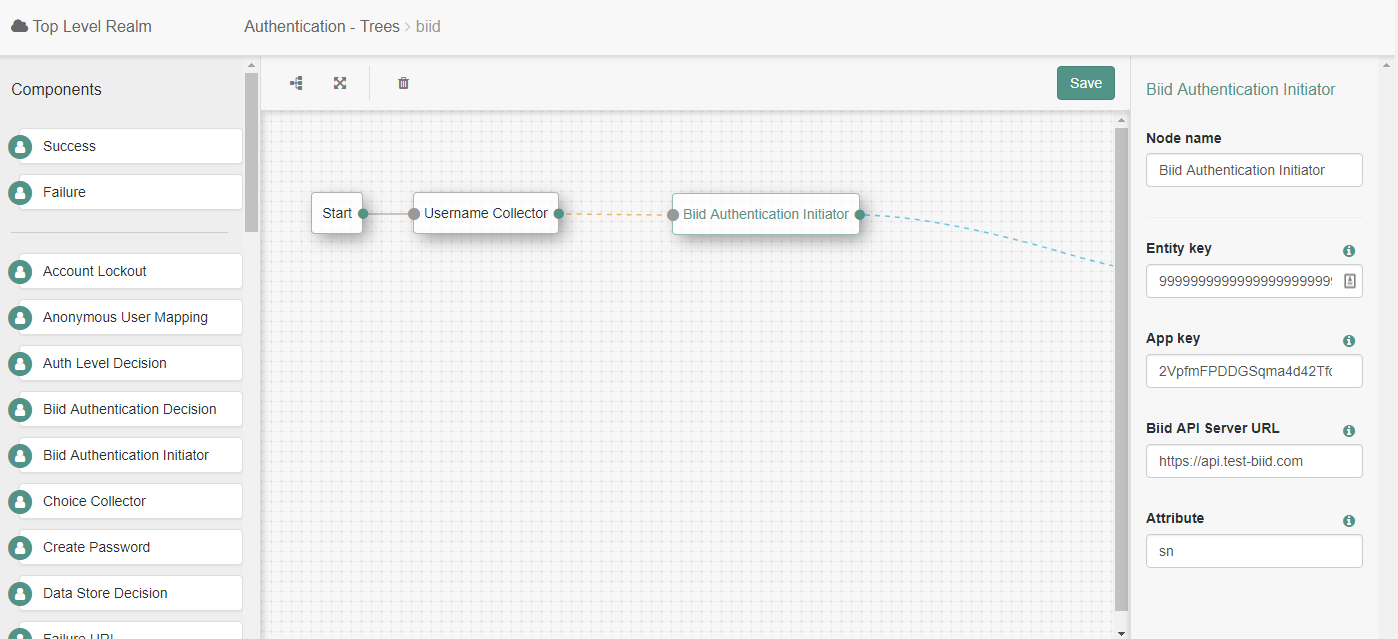 Top Level Realm
Authentication - Trees > biid
Components
Success
Failure
Account Lockout
Anonymous User Mapping
Auth Level Decision
Biid Authentication Decision
Biid Authentication Initiator
Choice Collector
Create Password
Data Store Decision
Failure URL
Save
Start
Username Collector
Biid Authentication Initiator
Biid Authentication Initiator
Node name
Biid Authentication Initiator
Entity key
App key
Biid API Server URL
https://api.test-biid.com
Attribute
sn